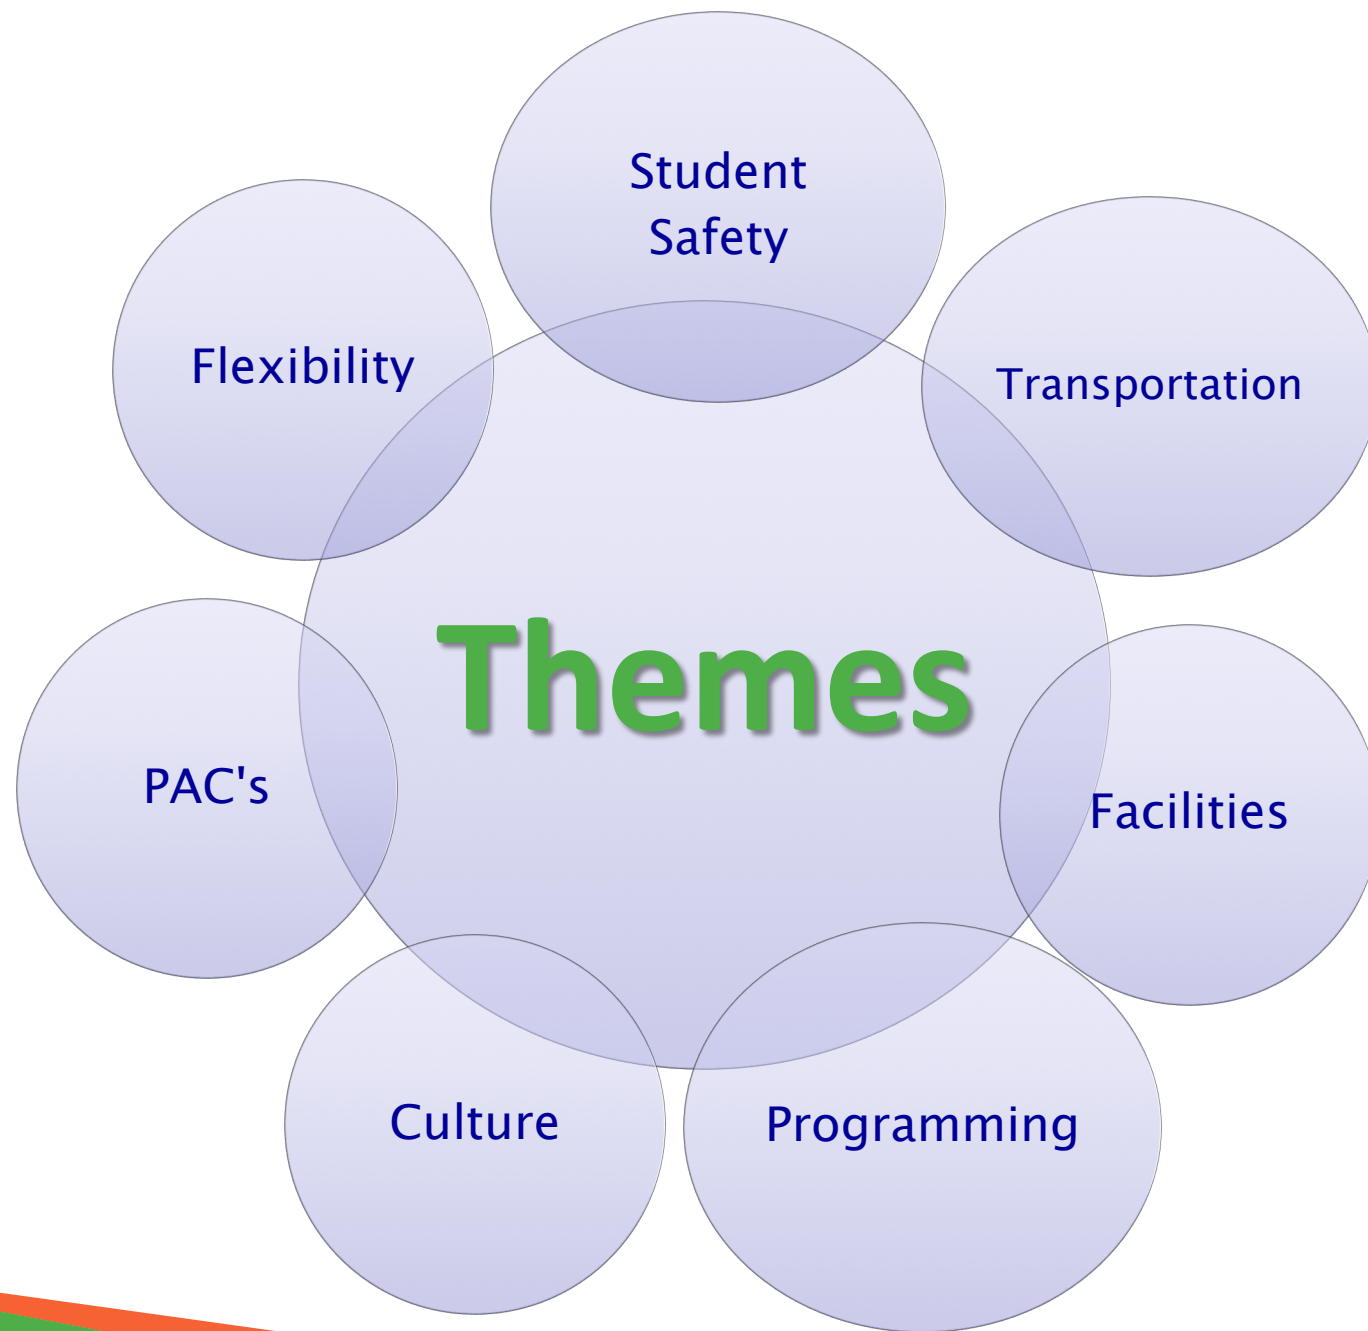 Student
Safety
Flexibility
Transportation
Themes
PAC's
Facilities
Culture
Programming